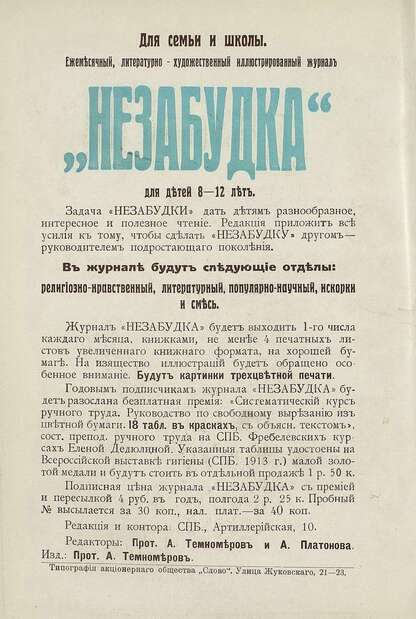 Для семьи и школы.
Ежемѣсячный, литературно - художественный иллюстрированный журналъ
„НЕЗАБУДКА“
для дѣтей 8—12 лѣтъ.
Задача «НЕЗАБУДКИ» дать дѣтямъ разнообразное,
интересное и полезное чтеніе. Редакція приложитъ всѣ
усилія къ тому, чтобы сдѣлать «НЕЗАБУДКУ» другомъ—
руководителемъ подростающаго поколѣнія.
Въ журналѣ будутъ слѣдующіе отдѣлы:
религіозно-нравственный, литературный, популярно-научный, искорки
и смѣсь.
Журналъ «НЕЗАБУДКА» будетъ выходить 1-го числа
каждаго мѣсяца, книжками, не менѣе 4 печатныхъ ли-
стовъ увеличеннаго книжнаго формата, на хорошей бу-
магѣ. На изящество иллюстрацій будетъ обращено осо-
бенное вниманіе. Будутъ картинки трехцвѣтной печати.
Годовымъ подписчикамъ журнала «НЕЗАБУДКА» бу-
детъ разослана безплатная премія: «Систематическій курсъ
ручного труда. Руководство по свободному вырѣзанію изъ
цвѣтной бумаги. 18 табл. въ краскахъ, съ объясн. текстомъ»,
сост. препод. ручного труда на СПБ. Фребелевскихъ кур-
сахъ Еленой Дедюлиной. Указанныя таблицы удостоены на
Всероссійской выставкѣ гигіены (СПБ. 1913 г.) малой золо-
той медали и будутъ стоить въ отдѣльной продажѣ 1 р. 50 к.
Подписная цѣна журнала «НЕЗАБУДКА» съ преміей
и пересылкой 4 руб. въ годъ, полгода 2 р. 25 к. Пробный
№ высылается за 30 коп., нал. плат.—за 40 коп.
Редакція и контора: СПБ., Артиллерійская, 10.
Редакторы: Прот. А. Темномѣровъ и А. Платонова.
Изд.: Прот. А. Темномѣровъ.
Типографія акціонернаго общества „Слово“. Улица Жуковскаго, 21—23.